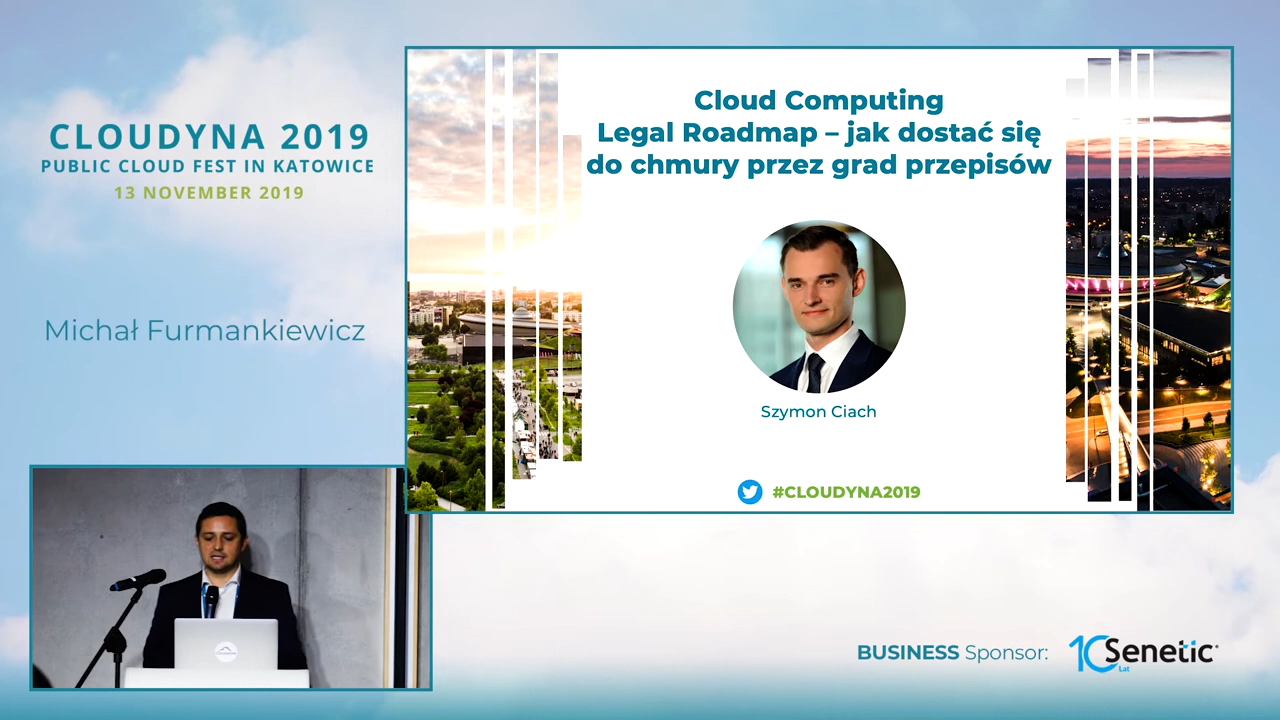 CLOUDYNA 2019
PUBLIC CLOUD FEST IN KATOWICE
13 NOVEMBER 2019
Michał Furmankiewicz
Cloud Computing
Legal Roadmap – jak dostać się
do chmury przez grad przepisów
Szymon Ciach
#CLOUDYNA2019
BUSINESS Sponsor:
10 Lat Senetic